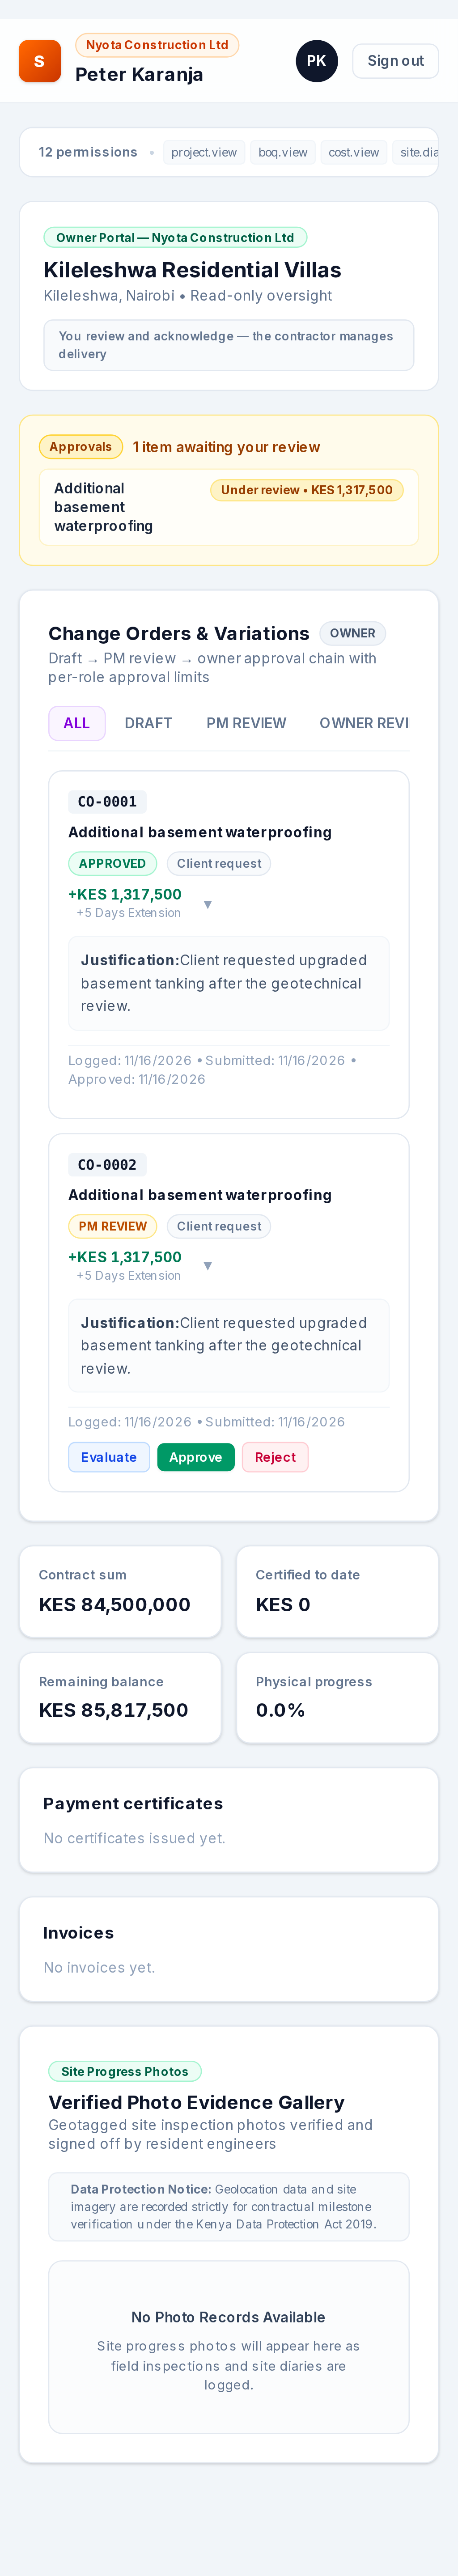 S
Nyota Construction Ltd
Peter Karanja
PK
Sign out
12 permissions • project.view boq.view cost.view site.dia
Owner Portal — Nyota Construction Ltd
Kileleshwa Residential Villas
Kileleshwa, Nairobi • Read-only oversight
You review and acknowledge — the contractor manages
delivery
Approvals 1 item awaiting your review
Additional
basement
waterproofing
Under review • KES 1,317,500
Change Orders & Variations OWNER
Draft → PM review → owner approval chain with
per-role approval limits
ALL DRAFT PM REVIEW OWNER REVI
CO-0001
Additional basement waterproofing
APPROVED Client request
+KES 1,317,500
+5 Days Extension
▼
Justification:Client requested upgraded
basement tanking after the geotechnical
review.
Logged: 11/16/2026 • Submitted: 11/16/2026 •
Approved: 11/16/2026
CO-0002
Additional basement waterproofing
PM REVIEW Client request
+KES 1,317,500
+5 Days Extension
▼
Justification:Client requested upgraded
basement tanking after the geotechnical
review.
Logged: 11/16/2026 • Submitted: 11/16/2026
Evaluate Approve Reject
Contract sum
KES 84,500,000
Certified to date
KES 0
Remaining balance
KES 85,817,500
Physical progress
0.0%
Payment certificates
No certificates issued yet.
Invoices
No invoices yet.
Site Progress Photos
Verified Photo Evidence Gallery
Geotagged site inspection photos verified and
signed off by resident engineers
Data Protection Notice: Geolocation data and site
imagery are recorded strictly for contractual milestone
verification under the Kenya Data Protection Act 2019.
No Photo Records Available
Site progress photos will appear here as
field inspections and site diaries are
logged.